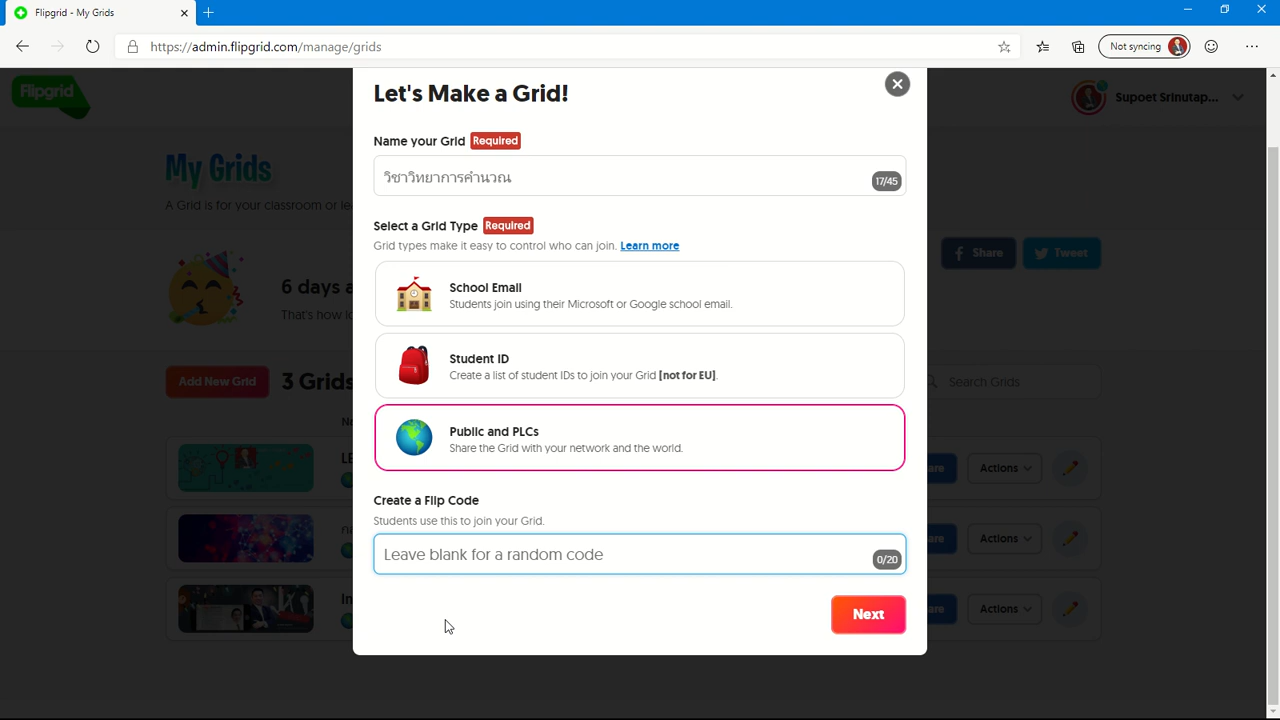 Flipgrid - My Grids
https://admin.flipgrid.com/manage/grids
Not syncing
Flipgrid
Supoet Srinutap...
Let's Make a Grid!
My Grids
Name your Grid Required
วิชาวิทยาการคำนวณ
17/45
A Grid is for your classroom or le
Select a Grid Type Required
Grid types make it easy to control who can join. Learn more
Share
Tweet
6 days a
That's how l
School Email
Students join using their Microsoft or Google school email.
Student ID
Create a list of student IDs to join your Grid [not for EU].
Add New Grid
3 Grids
Search Grids
Na
Public and PLCs
Share the Grid with your network and the world.
LE
are
Actions
Create a Flip Code
Students use this to join your Grid.
Leave blank for a random code
0/20
are
Actions
In
are
Actions
Next